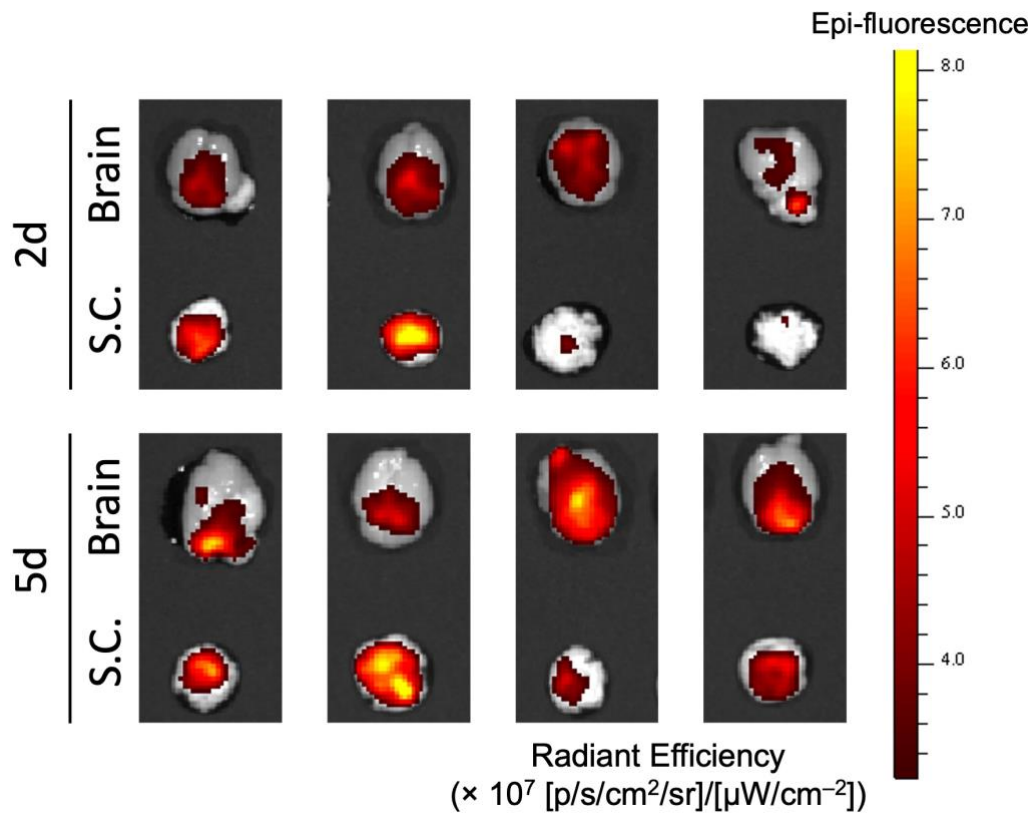 Epi-fluorescence
8.0
7.0
6.0
5.0
4.0
2d
Brain
S.C.
5d
Brain
S.C.
Radiant Efficiency
(× 10⁷ [p/s/cm²/sr]/[μW/cm⁻²])